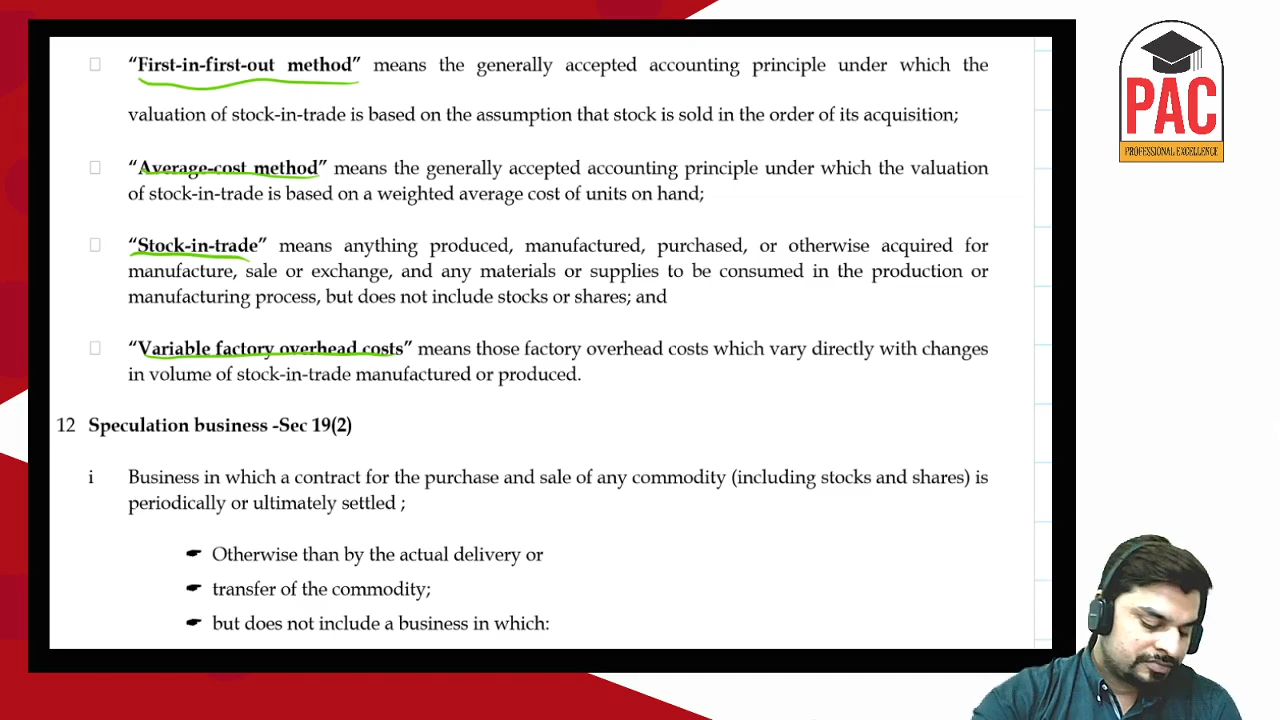 “First-in-first-out method” means the generally accepted accounting principle under which the
valuation of stock-in-trade is based on the assumption that stock is sold in the order of its acquisition;
“Average-cost method” means the generally accepted accounting principle under which the valuation
of stock-in-trade is based on a weighted average cost of units on hand;
“Stock-in-trade” means anything produced, manufactured, purchased, or otherwise acquired for
manufacture, sale or exchange, and any materials or supplies to be consumed in the production or
manufacturing process, but does not include stocks or shares; and
“Variable factory overhead costs” means those factory overhead costs which vary directly with changes
in volume of stock-in-trade manufactured or produced.
12 Speculation business -Sec 19(2)
i Business in which a contract for the purchase and sale of any commodity (including stocks and shares) is
periodically or ultimately settled ;
Otherwise than by the actual delivery or
transfer of the commodity;
but does not include a business in which:
PAC
PROFESSIONAL EXCELLENCE